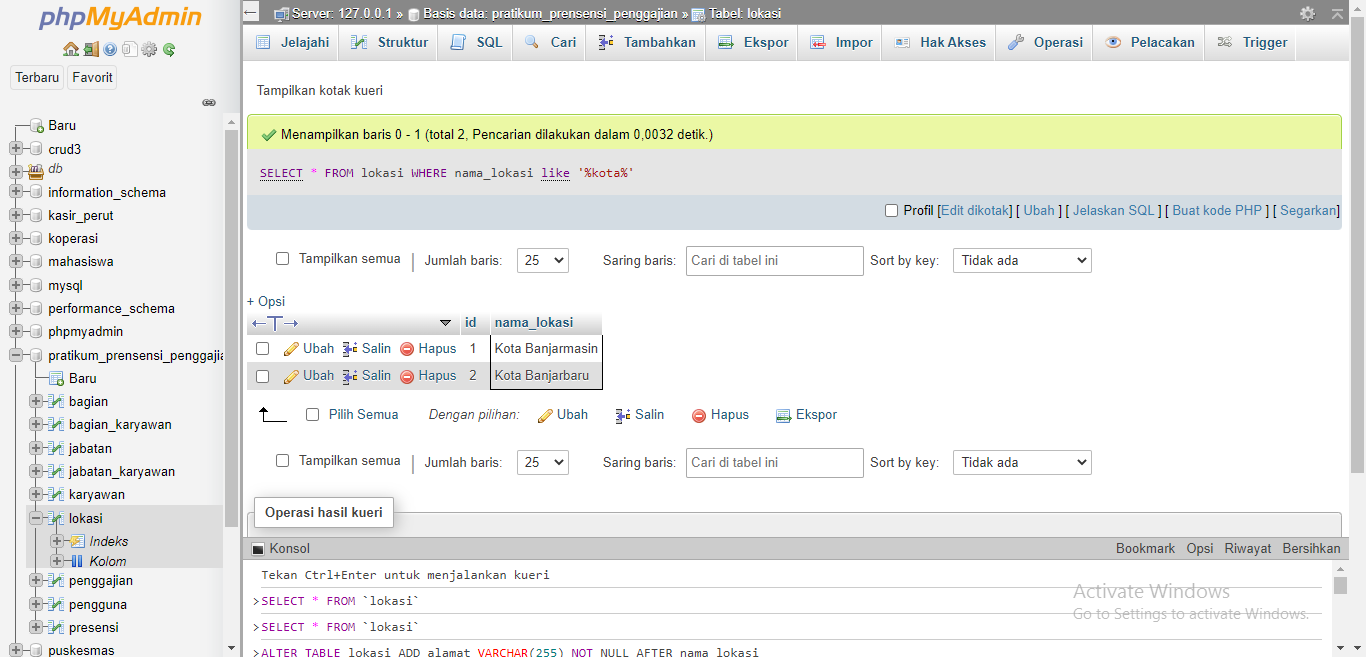 phpMyAdmin
Terbaru Favorit
Baru
crud3
db
information_schema
kasir_perut
koperasi
mahasiswa
mysql
performance_schema
phpmyadmin
pratikum_prensensi_penggajia
Baru
bagian
bagian_karyawan
jabatan
jabatan_karyawan
karyawan
lokasi
Indeks
Kolom
penggajian
pengguna
presensi
puskesmas
Server: 127.0.0.1 » Basis data: pratikum_prensensi_penggajian » Tabel: lokasi
Jelajahi Struktur SQL Cari Tambahkan Ekspor Impor Hak Akses Operasi Pelacakan Trigger
Tampilkan kotak kueri
Menampilkan baris 0 - 1 (total 2, Pencarian dilakukan dalam 0,0032 detik.)
SELECT * FROM lokasi WHERE nama_lokasi like '%kota%'
Profil [Edit dikotak] [ Ubah ] [ Jelaskan SQL ] [ Buat kode PHP ] [ Segarkan]
Tampilkan semua | Jumlah baris: 25 Saring baris: Cari di tabel ini Sort by key: Tidak ada
+ Opsi
←T→ id nama_lokasi
Ubah Salin Hapus 1 Kota Banjarmasin
Ubah Salin Hapus 2 Kota Banjarbaru
Pilih Semua Dengan pilihan: Ubah Salin Hapus Ekspor
Tampilkan semua | Jumlah baris: 25 Saring baris: Cari di tabel ini Sort by key: Tidak ada
Operasi hasil kueri
Konsol Bookmark Opsi Riwayat Bersihkan
Tekan Ctrl+Enter untuk menjalankan kueri
>SELECT * FROM `lokasi`
>SELECT * FROM `lokasi`
>ALTER TABLE lokasi ADD alamat VARCHAR(255) NOT NULL AFTER nama_lokasi
Activate Windows
Go to Settings to activate Windows.